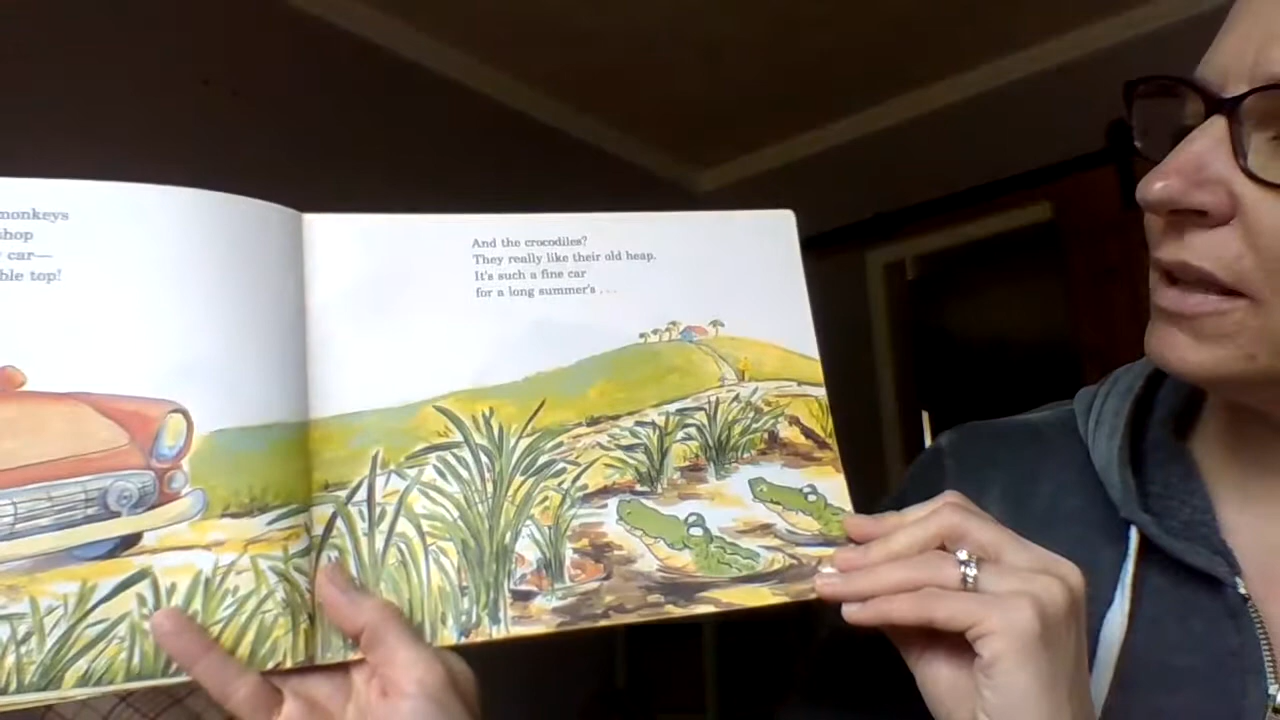 monkeys
shop
car—
ble top!
And the crocodiles?
They really like their old heap.
It's such a fine car
for a long summer's . . .